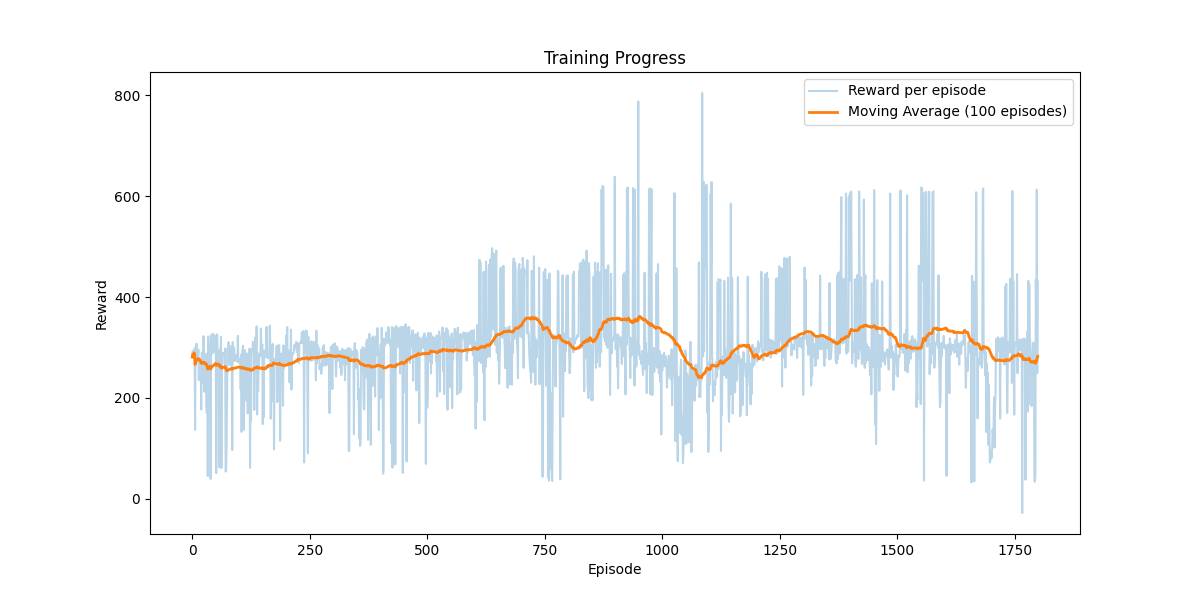 Training Progress
Reward per episode
Moving Average (100 episodes)
800
600
400
200
0
Reward
0 250 500 750 1000 1250 1500 1750
Episode